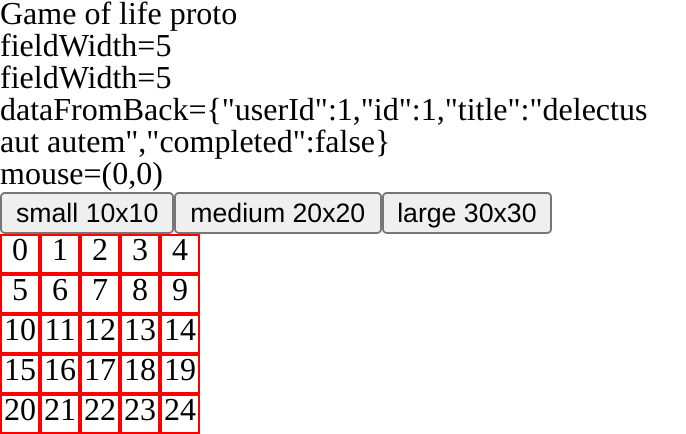 Game of life proto
fieldWidth=5
fieldWidth=5
dataFromBack={"userId":1,"id":1,"title":"delectus
aut autem","completed":false}
mouse=(0,0)
small 10x10 medium 20x20 large 30x30
0 1 2 3 4
5 6 7 8 9
10 11 12 13 14
15 16 17 18 19
20 21 22 23 24